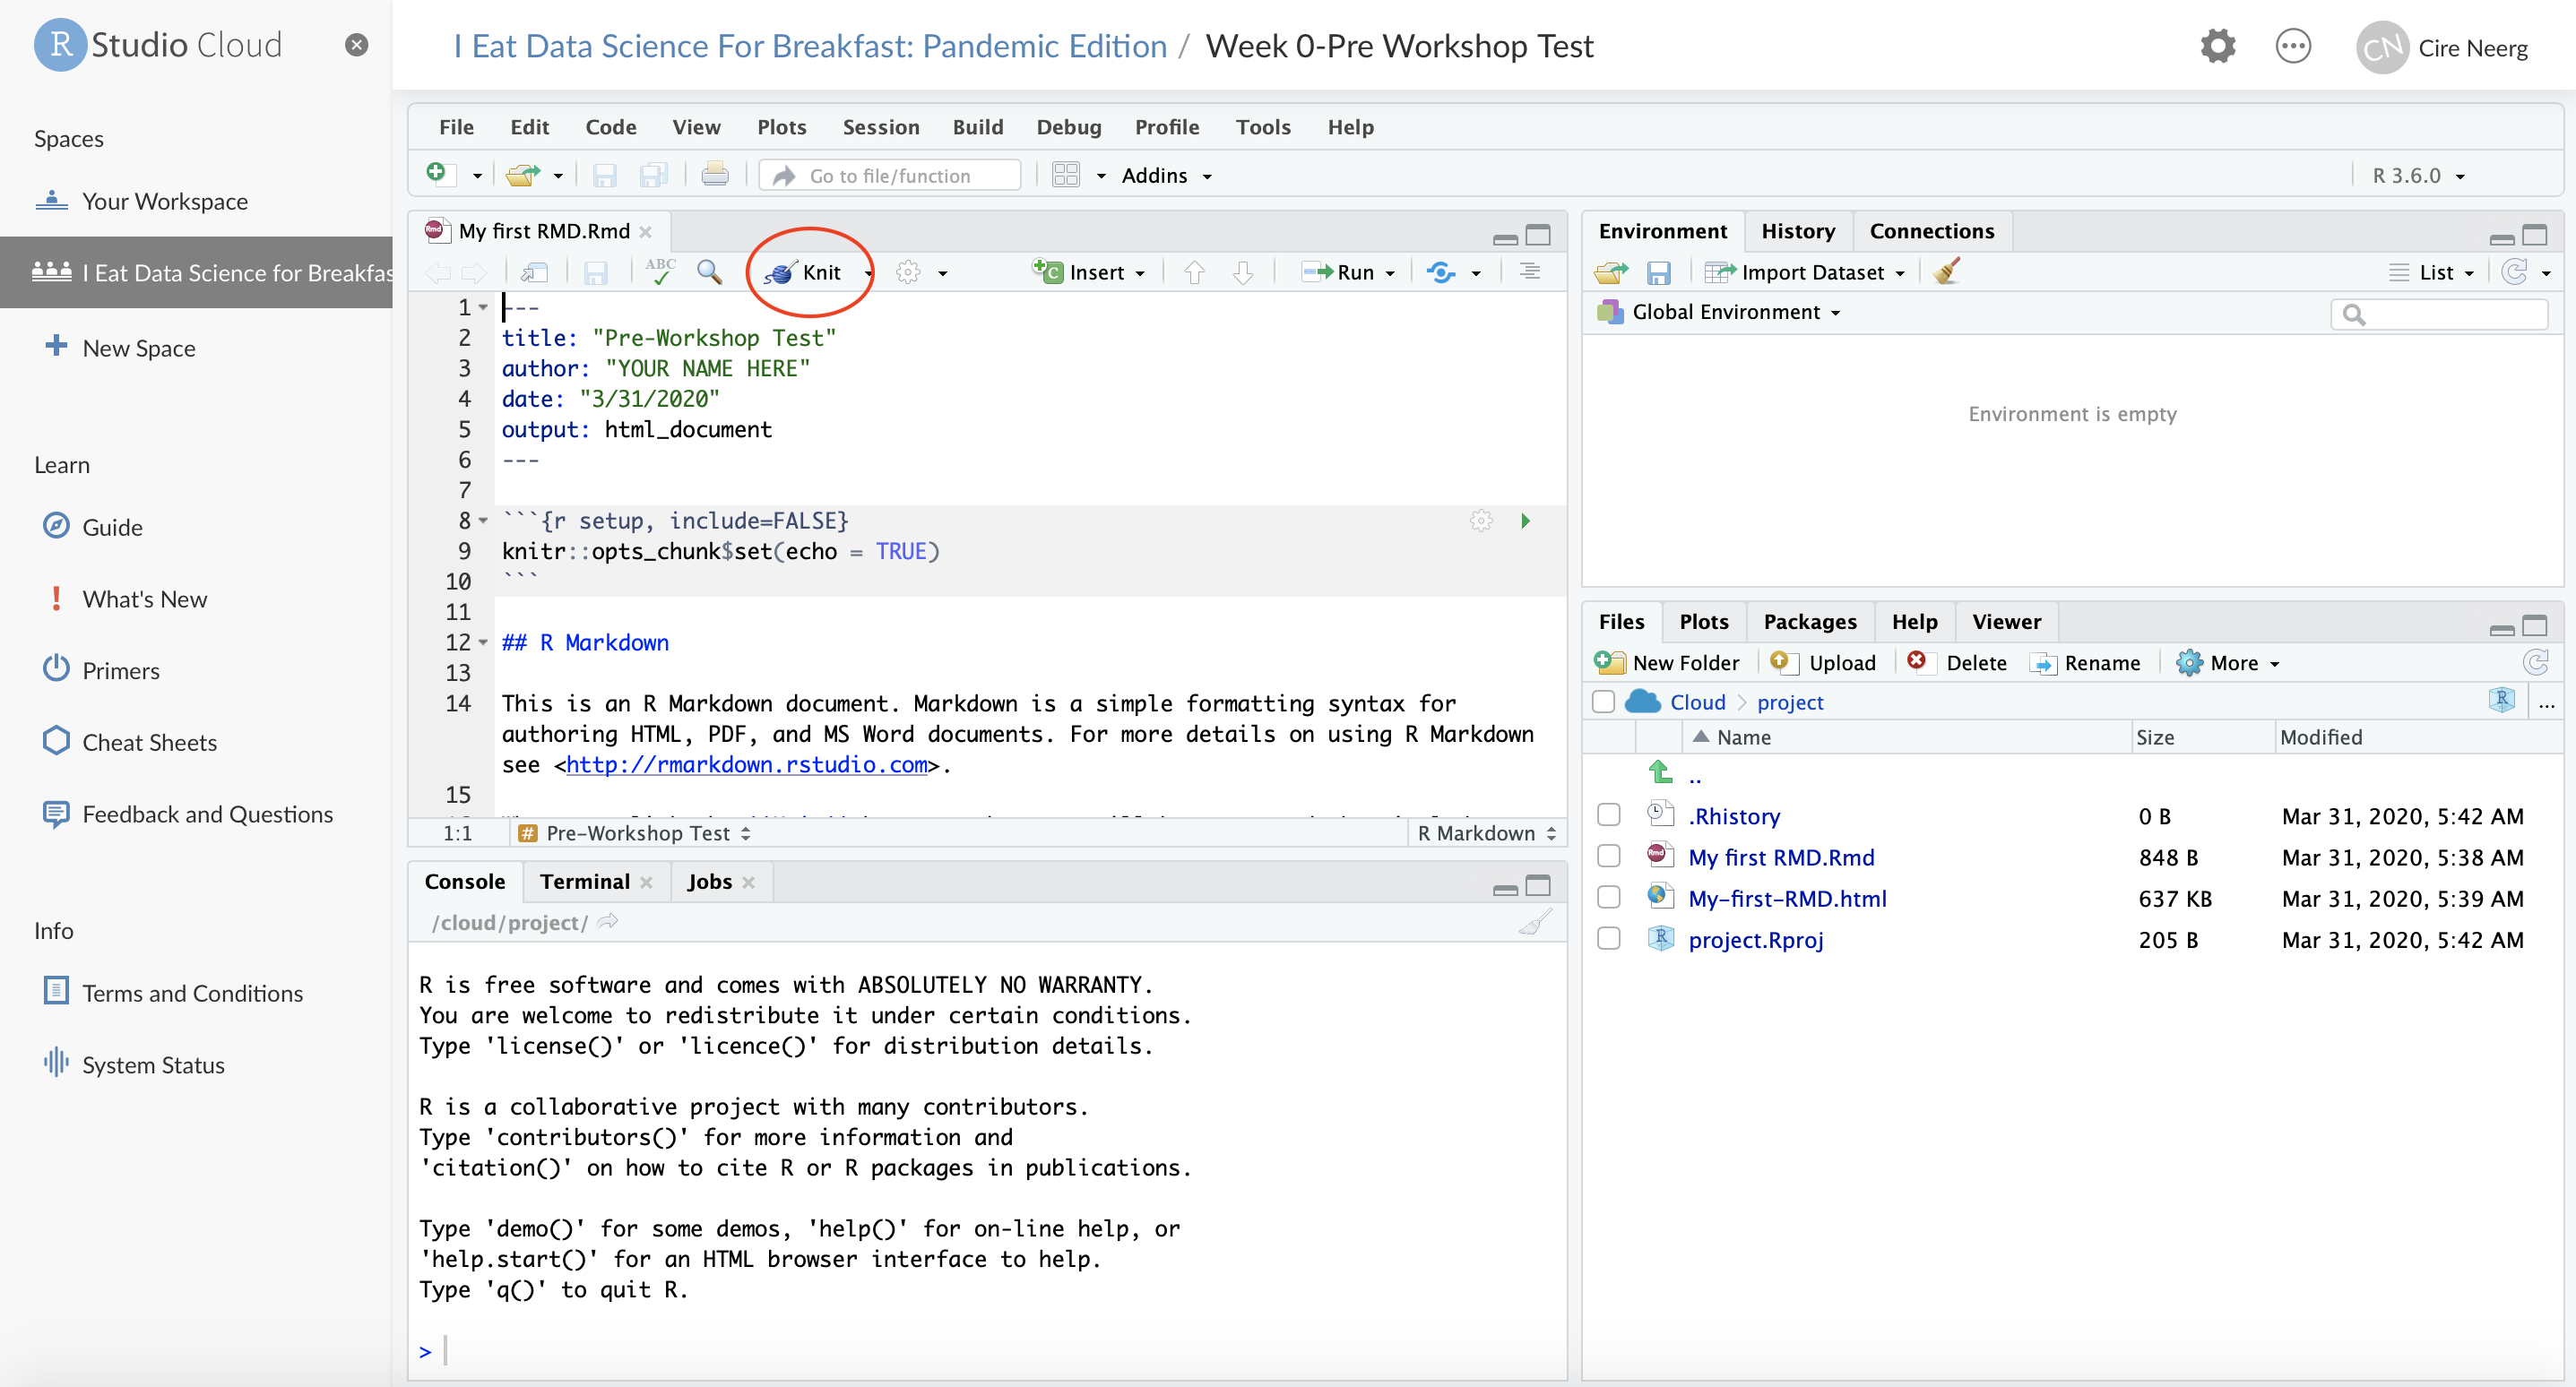 R Studio Cloud
I Eat Data Science For Breakfast: Pandemic Edition / Week 0-Pre Workshop Test
CN Cire Neerg
Spaces
Your Workspace
I Eat Data Science for Breakfas
New Space
Learn
Guide
What's New
Primers
Cheat Sheets
Feedback and Questions
Info
Terms and Conditions
System Status
File Edit Code View Plots Session Build Debug Profile Tools Help
Go to file/function Addins R 3.6.0
My first RMD.Rmd
ABC Knit Insert Run
1 ---
2 title: "Pre-Workshop Test"
3 author: "YOUR NAME HERE"
4 date: "3/31/2020"
5 output: html_document
6 ---
7
8 ```{r setup, include=FALSE}
9 knitr::opts_chunk$set(echo = TRUE)
10 ```
11
12 ## R Markdown
13
14 This is an R Markdown document. Markdown is a simple formatting syntax for
authoring HTML, PDF, and MS Word documents. For more details on using R Markdown
see <http://rmarkdown.rstudio.com>.
15
1:1 # Pre-Workshop Test R Markdown
Console Terminal Jobs
/cloud/project/
R is free software and comes with ABSOLUTELY NO WARRANTY.
You are welcome to redistribute it under certain conditions.
Type 'license()' or 'licence()' for distribution details.
R is a collaborative project with many contributors.
Type 'contributors()' for more information and
'citation()' on how to cite R or R packages in publications.
Type 'demo()' for some demos, 'help()' for on-line help, or
'help.start()' for an HTML browser interface to help.
Type 'q()' to quit R.
>
Environment History Connections
Import Dataset List
Global Environment
Environment is empty
Files Plots Packages Help Viewer
New Folder Upload Delete Rename More
Cloud > project R ...
Name Size Modified
..
.Rhistory 0 B Mar 31, 2020, 5:42 AM
My first RMD.Rmd 848 B Mar 31, 2020, 5:38 AM
My-first-RMD.html 637 KB Mar 31, 2020, 5:39 AM
project.Rproj 205 B Mar 31, 2020, 5:42 AM